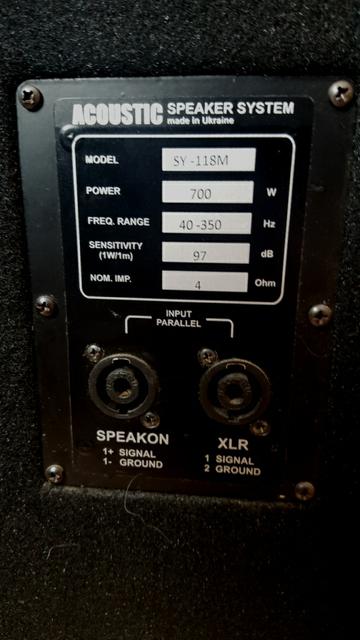 ACOUSTIC SPEAKER SYSTEM
made in Ukraine
MODEL SY-118M
POWER 700 W
FREQ. RANGE 40-350 Hz
SENSITIVITY (1W/1m) 97 dB
NOM. IMP. 4 Ohm
INPUT
PARALLEL
SPEAKON
1+ SIGNAL
1- GROUND
XLR
1 SIGNAL
2 GROUND